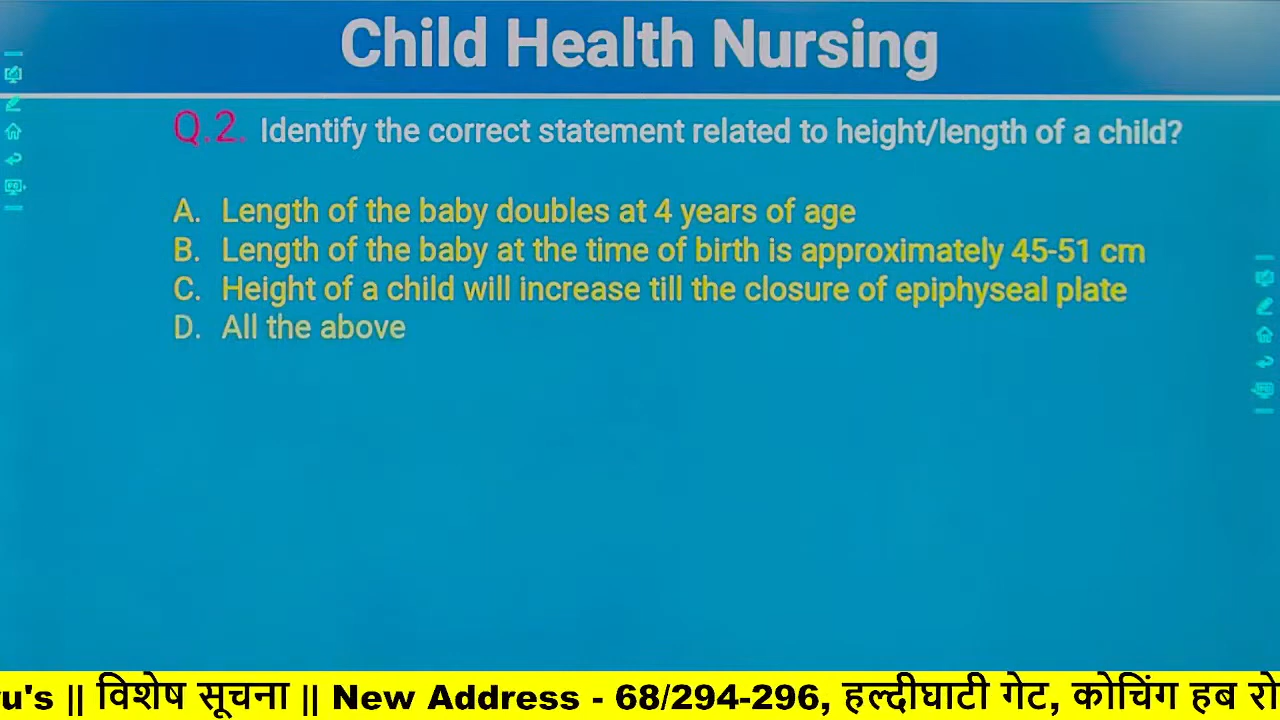 Child Health Nursing
Q.2. Identify the correct statement related to height/length of a child?
A. Length of the baby doubles at 4 years of age
B. Length of the baby at the time of birth is approximately 45-51 cm
C. Height of a child will increase till the closure of epiphyseal plate
D. All the above
u's || विशेष सूचना || New Address - 68/294-296, हल्दीघाटी गेट, कोचिंग हब रो